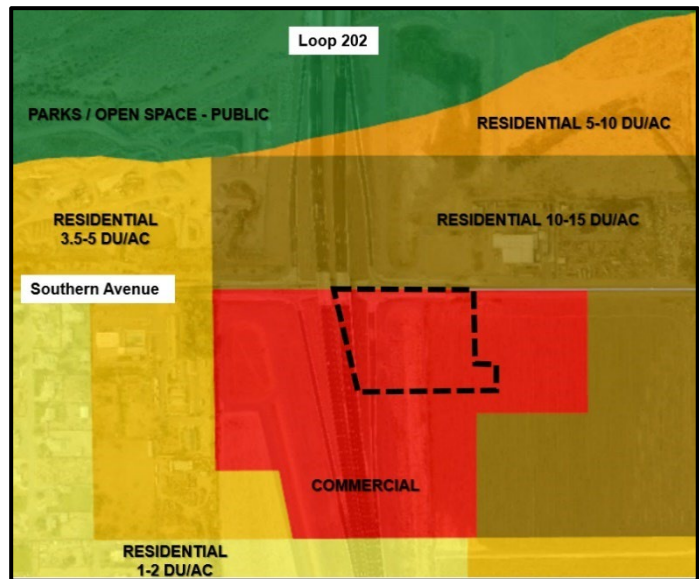 Loop 202
PARKS / OPEN SPACE - PUBLIC
RESIDENTIAL 5-10 DU/AC
RESIDENTIAL
3.5-5 DU/AC
RESIDENTIAL 10-15 DU/AC
Southern Avenue
COMMERCIAL
RESIDENTIAL
1-2 DU/AC